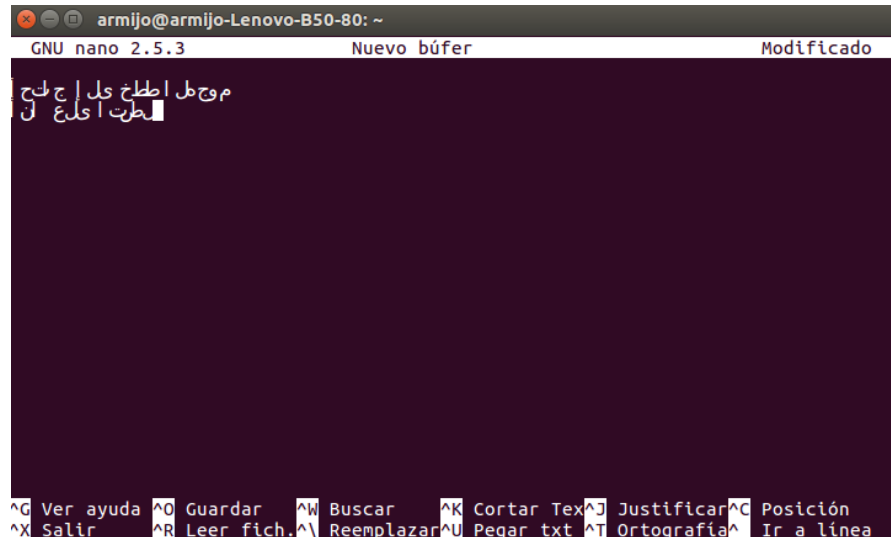 armijo@armijo-Lenovo-B50-80: ~
GNU nano 2.5.3 Nuevo búfer Modificado
^G Ver ayuda ^O Guardar ^W Buscar ^K Cortar Tex ^J Justificar ^C Posición
^X Salir ^R Leer fich. ^\ Reemplazar ^U Pegar txt ^T Ortografía ^_ Ir a línea